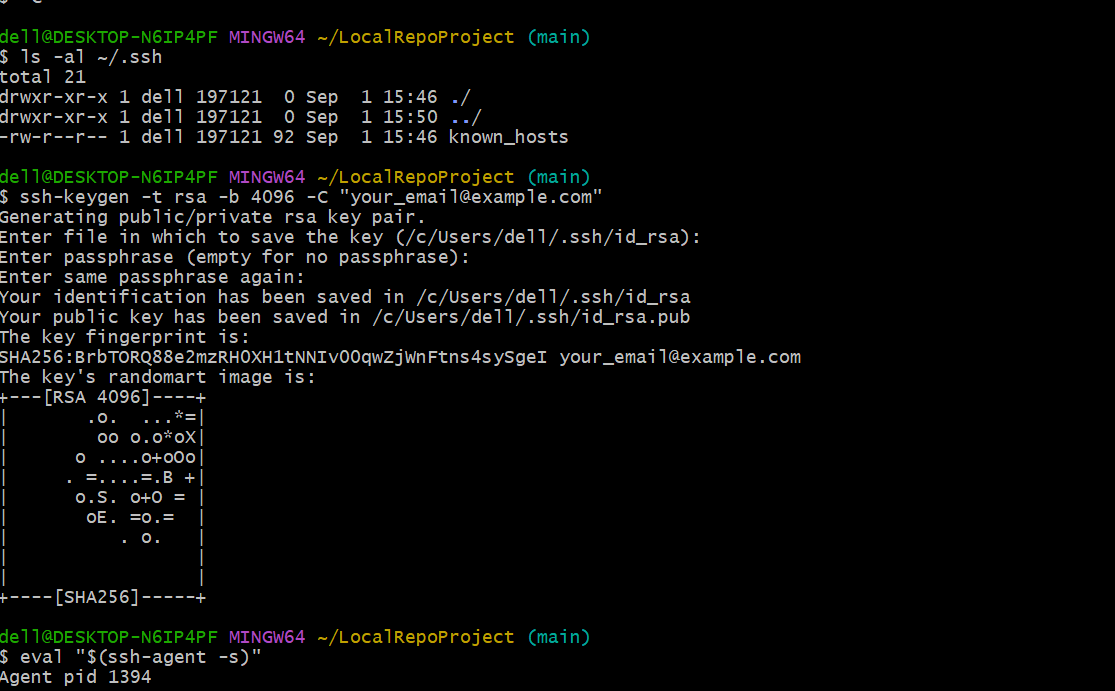 dell@DESKTOP-N6IP4PF MINGW64 ~/LocalRepoProject (main)
$ ls -al ~/.ssh
total 21
drwxr-xr-x 1 dell 197121  0 Sep  1 15:46 ./
drwxr-xr-x 1 dell 197121  0 Sep  1 15:50 ../
-rw-r--r-- 1 dell 197121 92 Sep  1 15:46 known_hosts

dell@DESKTOP-N6IP4PF MINGW64 ~/LocalRepoProject (main)
$ ssh-keygen -t rsa -b 4096 -C "your_email@example.com"
Generating public/private rsa key pair.
Enter file in which to save the key (/c/Users/dell/.ssh/id_rsa):
Enter passphrase (empty for no passphrase):
Enter same passphrase again:
Your identification has been saved in /c/Users/dell/.ssh/id_rsa
Your public key has been saved in /c/Users/dell/.ssh/id_rsa.pub
The key fingerprint is:
SHA256:BrbTORQ88e2mzRH0XH1tNNIvO0qwZjWnFtns4sySgeI your_email@example.com
The key's randomart image is:
+---[RSA 4096]----+
|       .o.  ...*=|
|        oo o.o*oX|
|      o ....o+oOo|
|     . =....=.B +|
|      o.S. o+O = |
|       oE. =o.=  |
|          . o.   |
|                 |
|                 |
+----[SHA256]-----+

dell@DESKTOP-N6IP4PF MINGW64 ~/LocalRepoProject (main)
$ eval "$(ssh-agent -s)"
Agent pid 1394